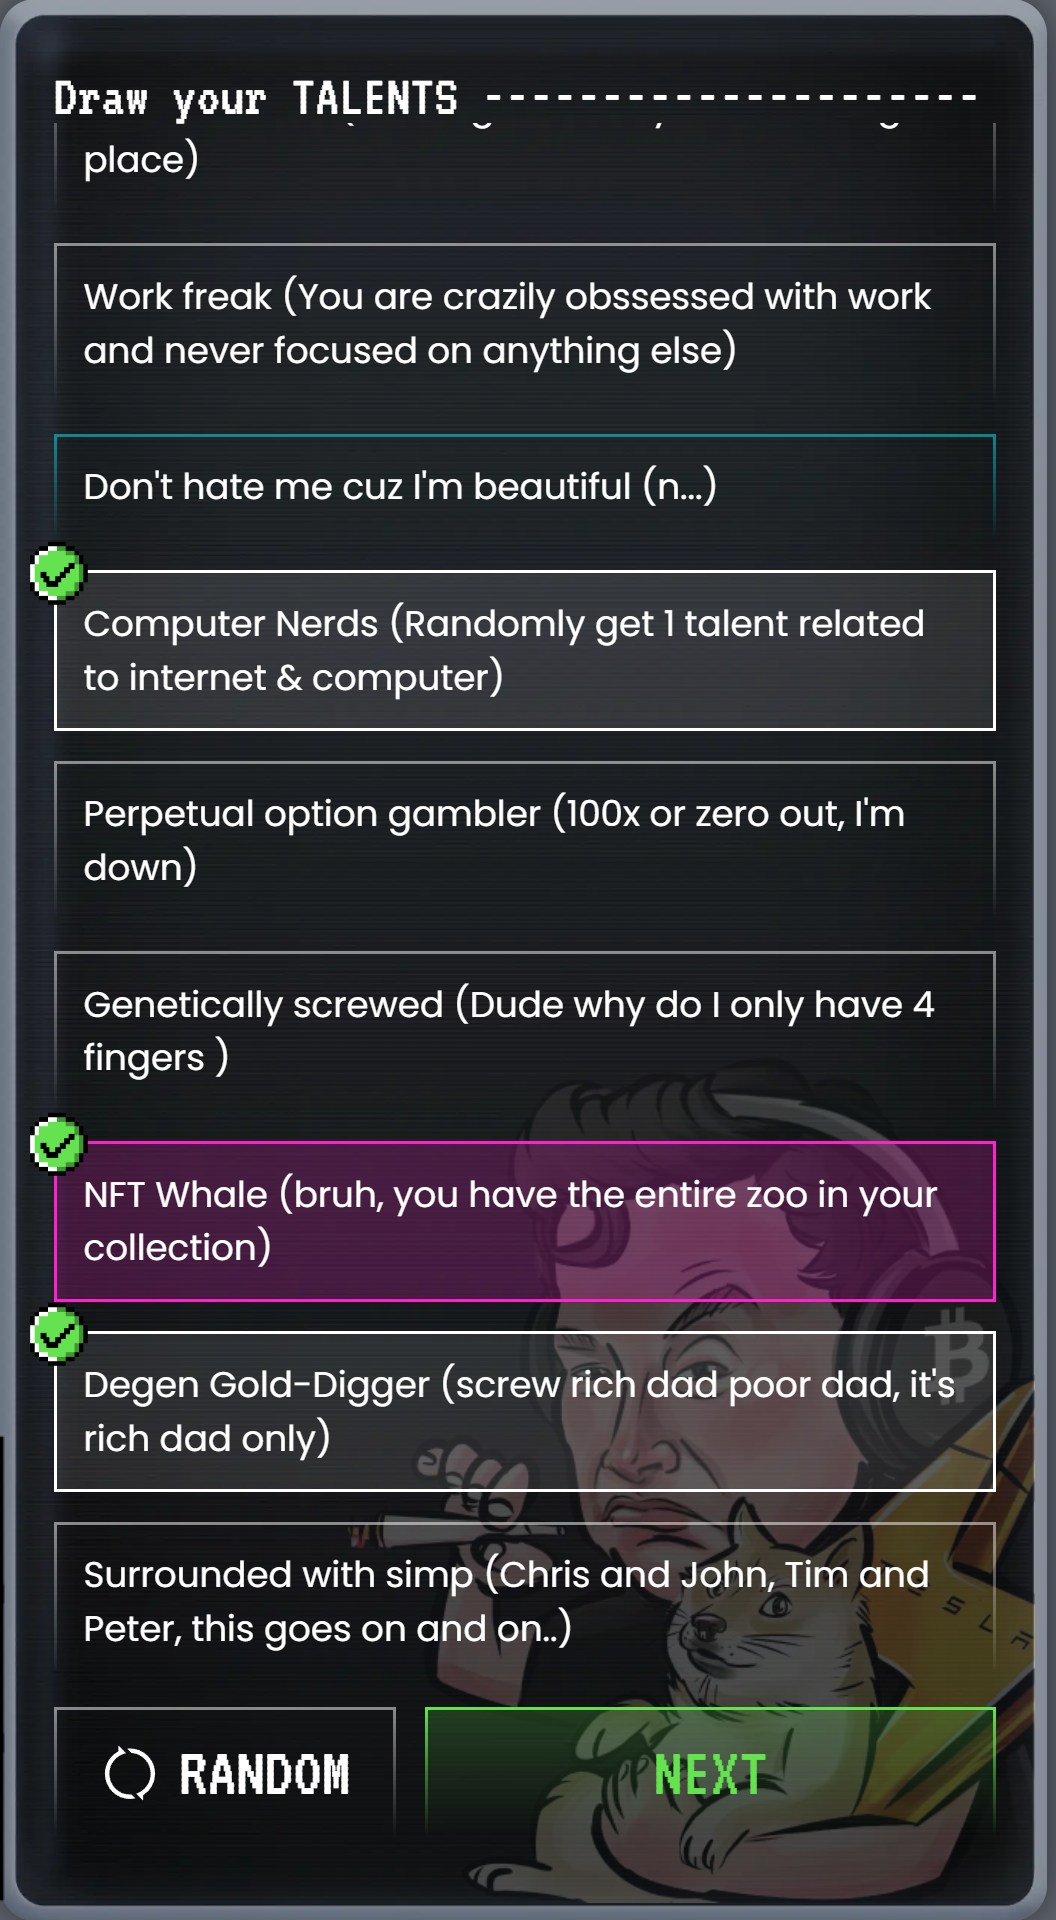 Draw your TALENTS ----------------------
place)
Work freak (You are crazily obssessed with work
and never focused on anything else)
Don't hate me cuz I'm beautiful (n...)
Computer Nerds (Randomly get 1 talent related
to internet & computer)
Perpetual option gambler (100x or zero out, I'm
down)
Genetically screwed (Dude why do I only have 4
fingers )
NFT Whale (bruh, you have the entire zoo in your
collection)
Degen Gold-Digger (screw rich dad poor dad, it's
rich dad only)
Surrounded with simp (Chris and John, Tim and
Peter, this goes on and on..)
RANDOM
NEXT